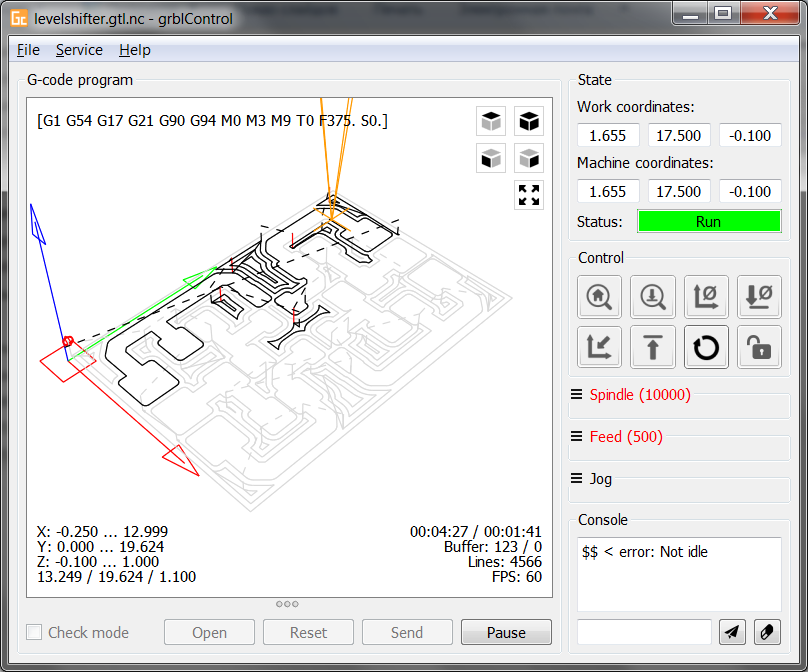 Gc levelshifter.gtl.nc - grblControl
File Service Help
G-code program
[G1 G54 G17 G21 G90 G94 M0 M3 M9 T0 F375. S0.]
X: -0.250 ... 12.999
Y: 0.000 ... 19.624
Z: -0.100 ... 1.000
13.249 / 19.624 / 1.100
00:04:27 / 00:01:41
Buffer: 123 / 0
Lines: 4566
FPS: 60
Check mode Open Reset Send Pause
State
Work coordinates:
1.655 17.500 -0.100
Machine coordinates:
1.655 17.500 -0.100
Status: Run
Control
Spindle (10000)
Feed (500)
Jog
Console
$$ < error: Not idle